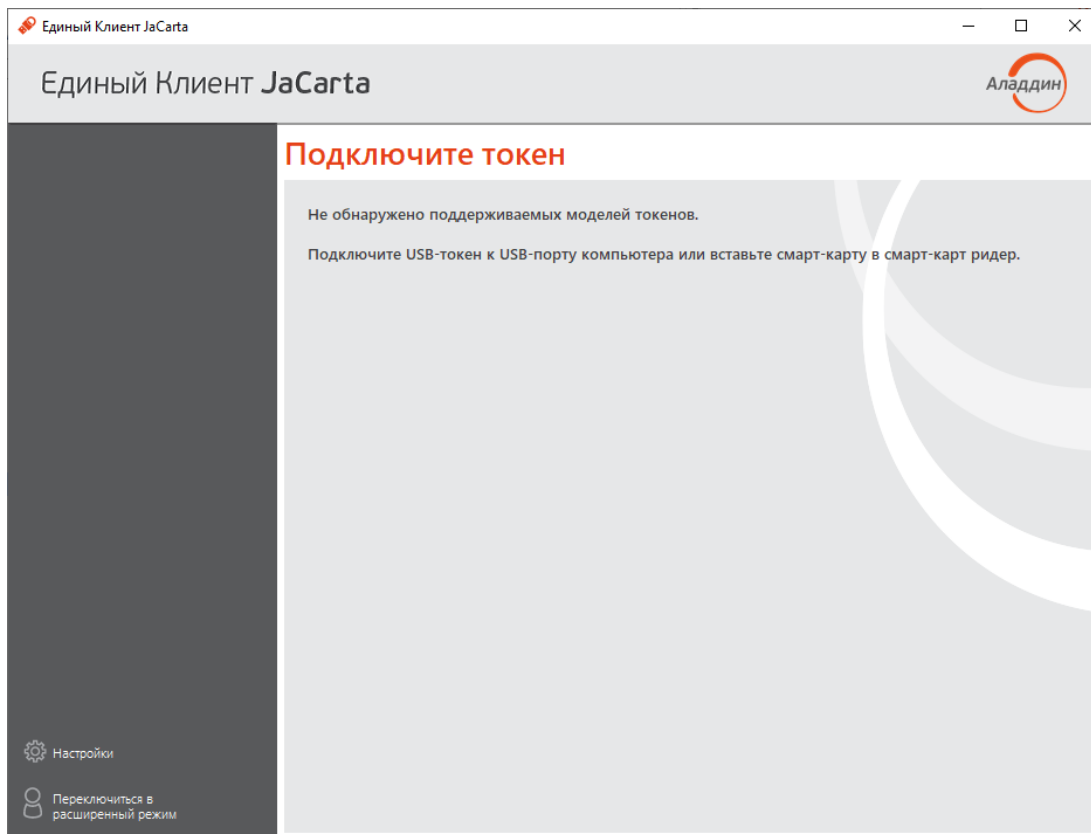 Единый Клиент JaCarta
Единый Клиент JaCarta
Аладдин
Подключите токен
Не обнаружено поддерживаемых моделей токенов.
Подключите USB-токен к USB-порту компьютера или вставьте смарт-карту в смарт-карт ридер.
Настройки
Переключиться в
расширенный режим